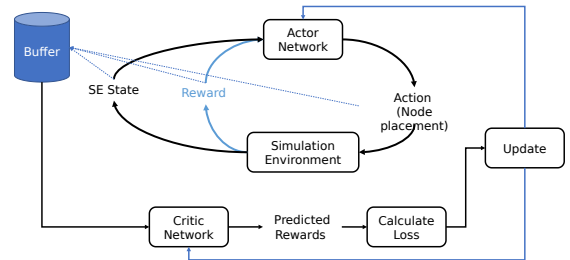 Buffer
Actor
Network
SE State
Reward
Action
(Node
placement)
Simulation
Environment
Update
Critic
Network
Predicted
Rewards
Calculate
Loss